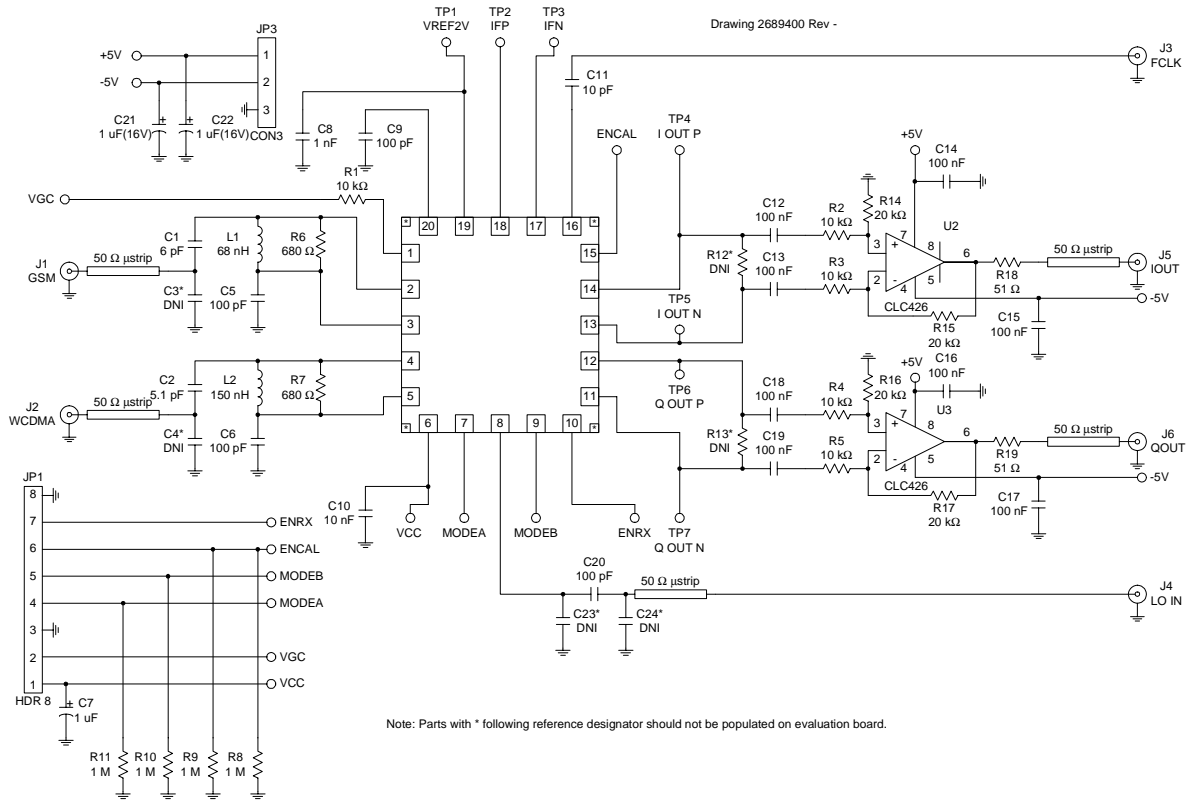 Drawing 2689400 Rev -
TP1
VREF2V
TP2
IFP
TP3
IFN
JP3
+5V
-5V
1
2
3
CON3
C21
1 uF(16V)
+
C22
1 uF(16V)
+
C8
1 nF
C9
100 pF
C11
10 pF
J3
FCLK
ENCAL
TP4
I OUT P
VGC
R1
10 kΩ
J1
GSM
50 Ω µstrip
C1
6 pF
L1
68 nH
R6
680 Ω
C3*
DNI
C5
100 pF
J2
WCDMA
50 Ω µstrip
C2
5.1 pF
L2
150 nH
R7
680 Ω
C4*
DNI
C6
100 pF
*
20
19
18
17
16
*
1
2
3
4
5
15
14
13
12
11
*
6
7
8
9
10
*
TP5
I OUT N
TP6
Q OUT P
TP7
Q OUT N
R12*
DNI
C12
100 nF
C13
100 nF
R2
10 kΩ
R3
10 kΩ
R14
20 kΩ
+5V
C14
100 nF
U2
7
8
3
+
2
-
6
5
4
CLC426
R15
20 kΩ
R18
51 Ω
50 Ω µstrip
J5
IOUT
-5V
C15
100 nF
R13*
DNI
C18
100 nF
C19
100 nF
R4
10 kΩ
R5
10 kΩ
R16
20 kΩ
+5V
C16
100 nF
U3
7
8
3
+
2
-
6
5
4
CLC426
R17
20 kΩ
R19
51 Ω
50 Ω µstrip
J6
QOUT
-5V
C17
100 nF
C10
10 nF
VCC
MODEA
MODEB
ENRX
C20
100 pF
50 Ω µstrip
C23*
DNI
C24*
DNI
J4
LO IN
JP1
8
7
6
5
4
3
2
1
HDR 8
ENRX
ENCAL
MODEB
MODEA
VGC
VCC
+
C7
1 uF
R11
1 M
R10
1 M
R9
1 M
R8
1 M
Note: Parts with * following reference designator should not be populated on evaluation board.